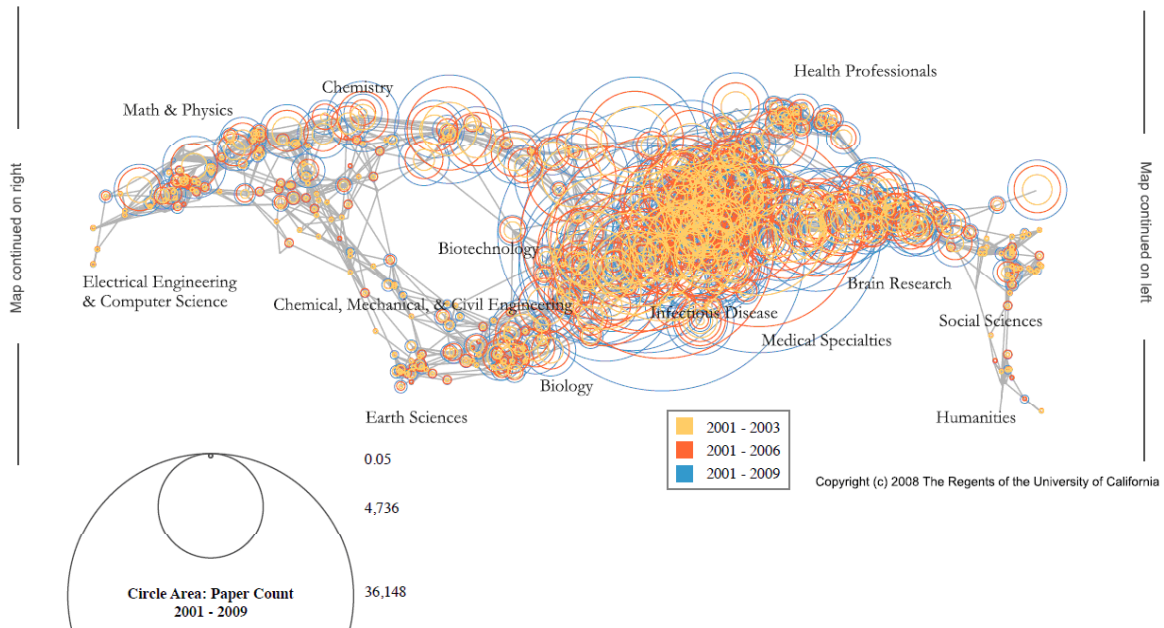 Map continued on right
Map continued on left
Health Professionals
Chemistry
Math & Physics
Biotechnology
Electrical Engineering
& Computer Science
Chemical, Mechanical, & Civil Engineering
Brain Research
Infectious Disease
Social Sciences
Medical Specialties
Biology
Earth Sciences
Humanities
2001 - 2003
2001 - 2006
2001 - 2009
Copyright (c) 2008 The Regents of the University of California
0.05
4,736
36,148
Circle Area: Paper Count
2001 - 2009